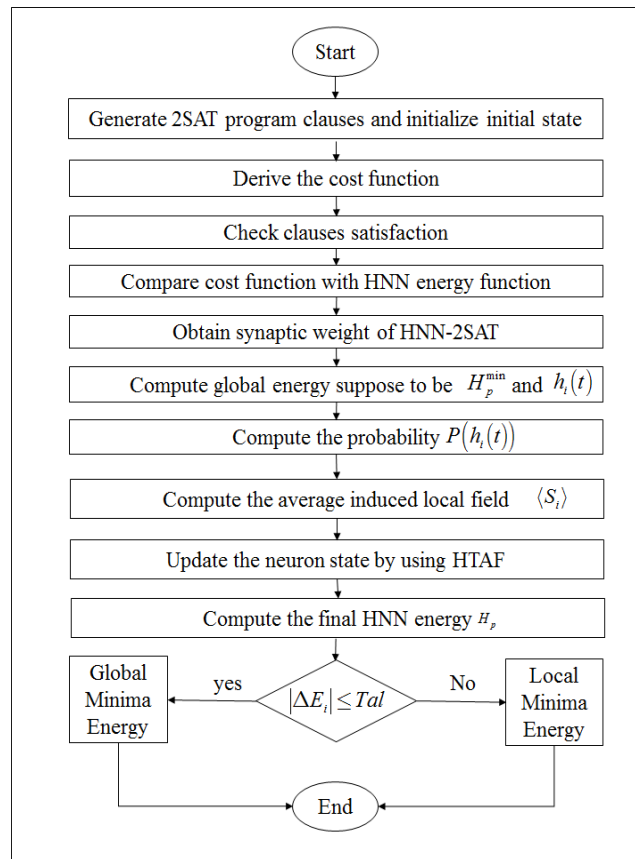 Start
Generate 2SAT program clauses and initialize initial state
Derive the cost function
Check clauses satisfaction
Compare cost function with HNN energy function
Obtain synaptic weight of HNN-2SAT
Compute global energy suppose to be H_p^min and h_i(t)
Compute the probability P(h_i(t))
Compute the average induced local field ⟨S_i⟩
Update the neuron state by using HTAF
Compute the final HNN energy H_p
Global
Minima
Energy
yes
|ΔE_i| ≤ Tal
No
Local
Minima
Energy
End